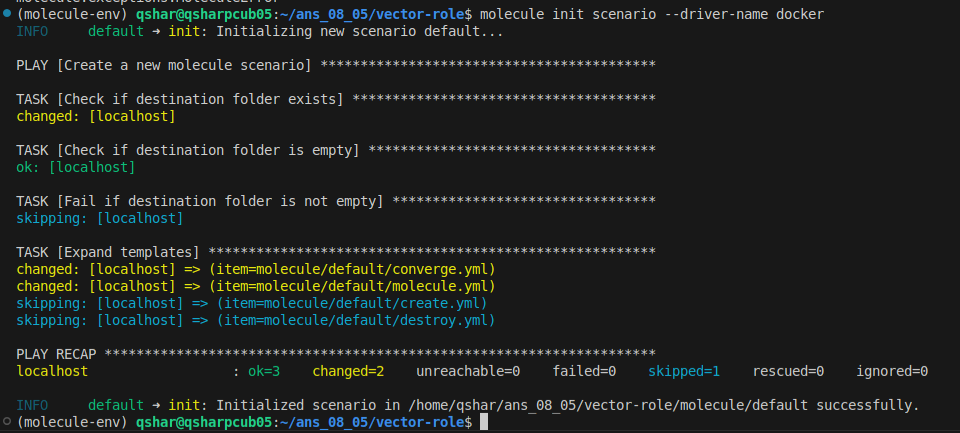 (molecule-env) qshar@qsharpcub05:~/ans_08_05/vector-role$ molecule init scenario --driver-name docker
INFO     default ➜ init: Initializing new scenario default...
PLAY [Create a new molecule scenario] ******************************************
TASK [Check if destination folder exists] **************************************
changed: [localhost]
TASK [Check if destination folder is empty] ************************************
ok: [localhost]
TASK [Fail if destination folder is not empty] *********************************
skipping: [localhost]
TASK [Expand templates] ********************************************************
changed: [localhost] => (item=molecule/default/converge.yml)
changed: [localhost] => (item=molecule/default/molecule.yml)
skipping: [localhost] => (item=molecule/default/create.yml)
skipping: [localhost] => (item=molecule/default/destroy.yml)
PLAY RECAP *********************************************************************
localhost                  : ok=3    changed=2    unreachable=0    failed=0    skipped=1    rescued=0    ignored=0
INFO     default ➜ init: Initialized scenario in /home/qshar/ans_08_05/vector-role/molecule/default successfully.
(molecule-env) qshar@qsharpcub05:~/ans_08_05/vector-role$